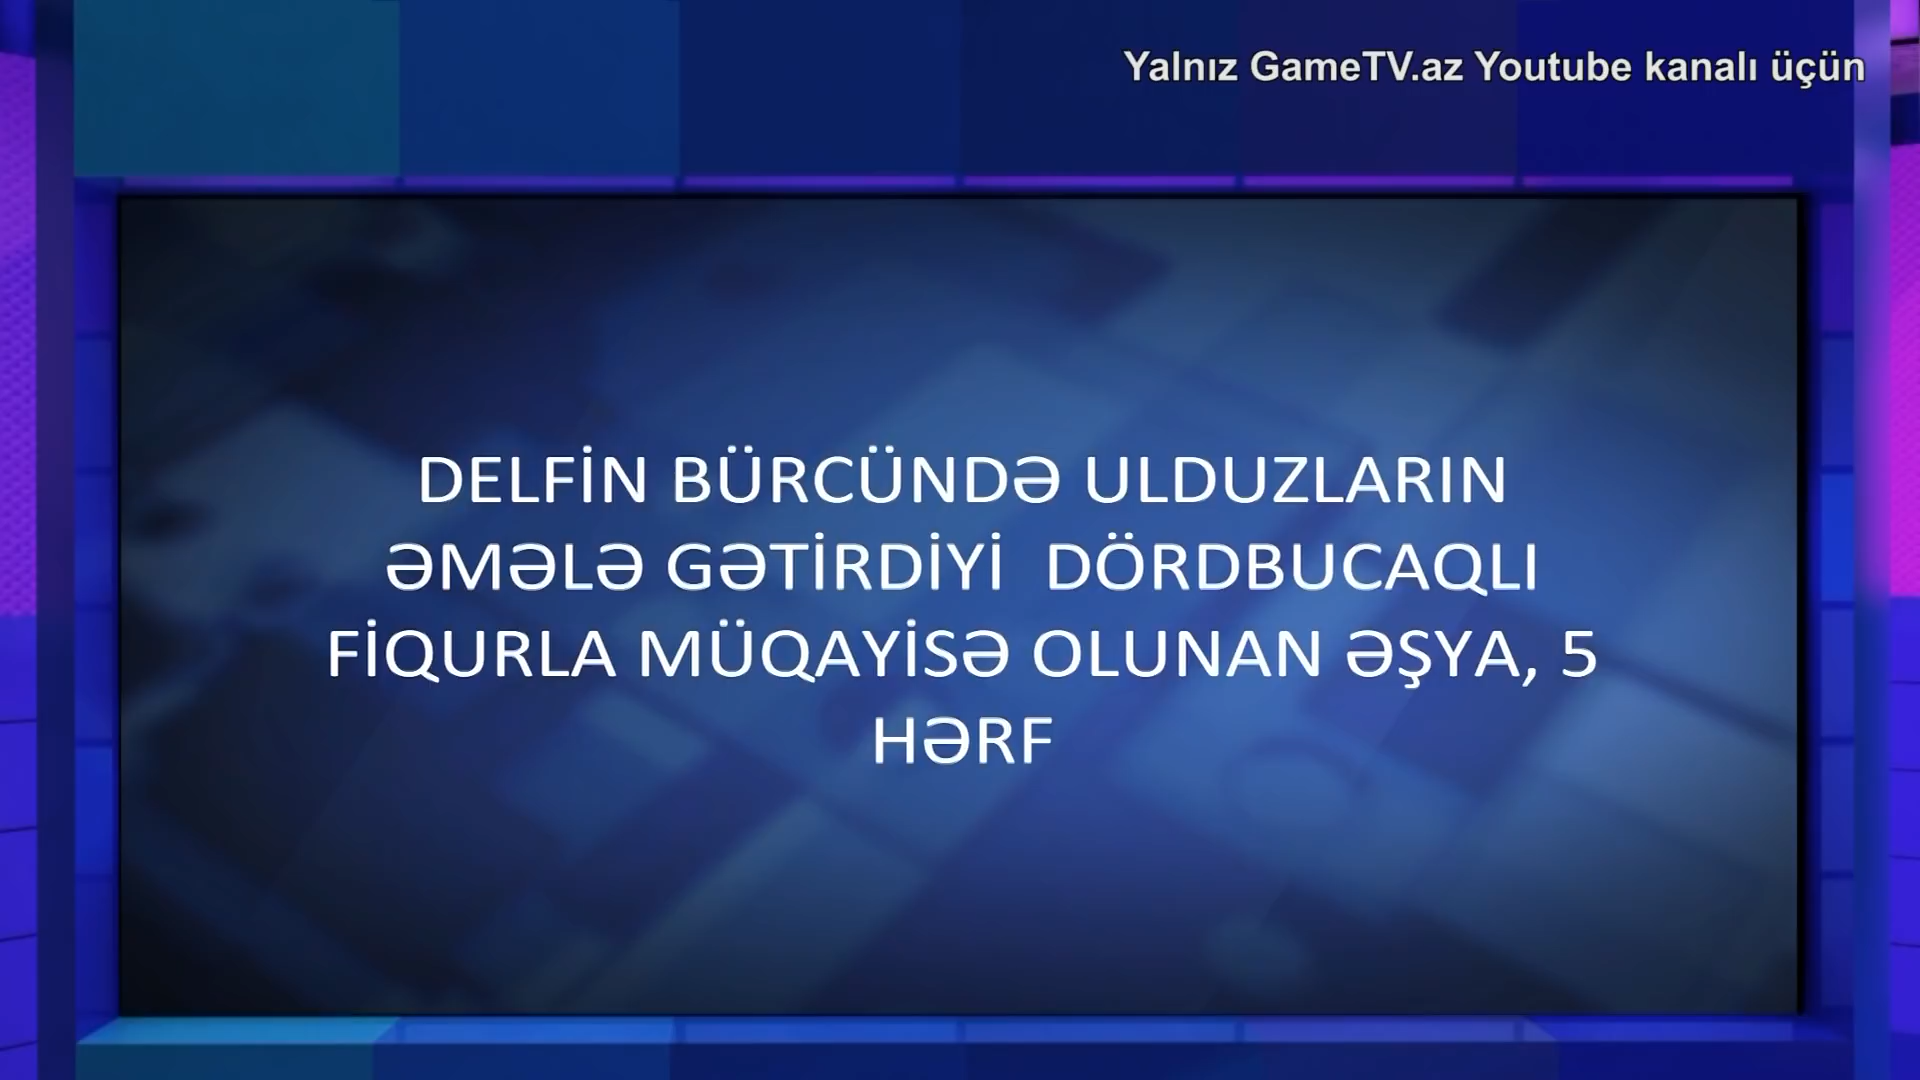 Yalnız GameTV.az Youtube kanalı üçün
DELFİN BÜRCÜNDƏ ULDUZLARIN
ƏMƏLƏ GƏTİRDİYİ DÖRDBUCAQLI
FİQURLA MÜQAYİSƏ OLUNAN ƏŞYA, 5
HƏRF